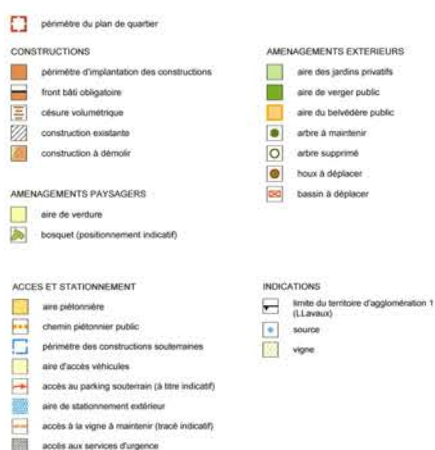 périmètre du plan de quartier
CONSTRUCTIONS
périmètre d'implantation des constructions
front bâti obligatoire
césure volumétrique
construction existante
construction à démolir
AMENAGEMENTS EXTERIEURS
aire des jardins privatifs
aire de verger public
aire du belvédère public
arbre à maintenir
arbre supprimé
houx à déplacer
bassin à déplacer
AMENAGEMENTS PAYSAGERS
aire de verdure
bosquet (positionnement indicatif)
ACCES ET STATIONNEMENT
aire piétonnière
chemin piétonnier public
périmètre des constructions souterraines
aire d'accès véhicules
accès au parking souterrain (à titre indicatif)
aire de stationnement extérieur
accès à la vigne à maintenir (tracé indicatif)
accès aux services d'urgence
INDICATIONS
limite du territoire d'agglomération 1
(LLavaux)
source
vigne